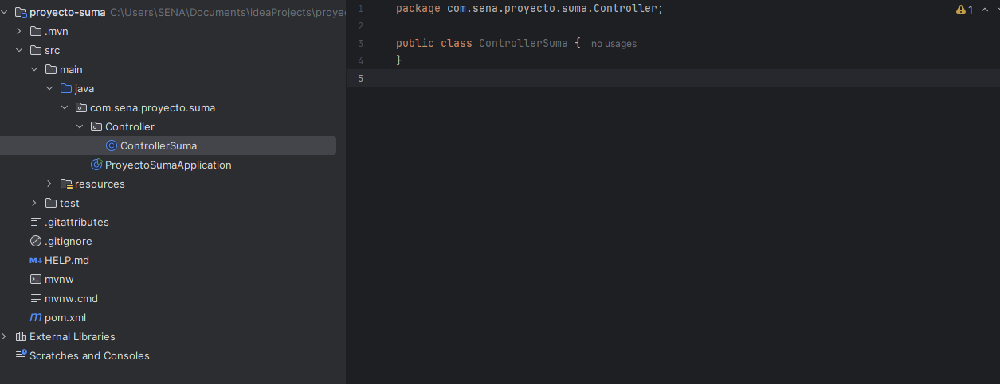 proyecto-suma C:\Users\SENA\Documents\ideaProjects\proye
.mvn
src
main
java
com.sena.proyecto.suma
Controller
ControllerSuma
ProyectoSumaApplication
resources
test
.gitattributes
.gitignore
M↓ HELP.md
mvnw
mvnw.cmd
m pom.xml
External Libraries
Scratches and Consoles
1 package com.sena.proyecto.suma.Controller;
2
3 public class ControllerSuma { no usages
4 }
5
1